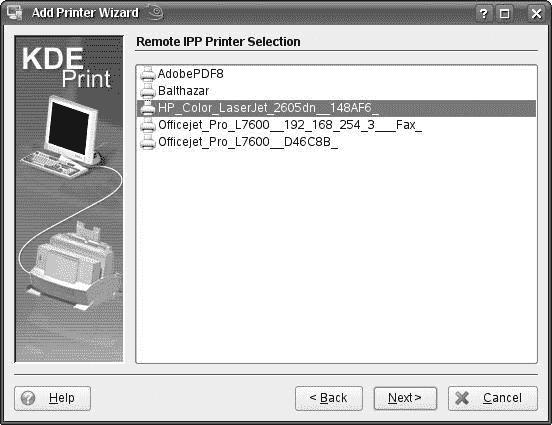 Add Printer Wizard
KDE
Print
Remote IPP Printer Selection
AdobePDF8
Balthazar
HP_Color_LaserJet_2605dn__148AF6_
Officejet_Pro_L7600__192_168_254_3___Fax_
Officejet_Pro_L7600__D46C8B_
Help
< Back
Next >
Cancel